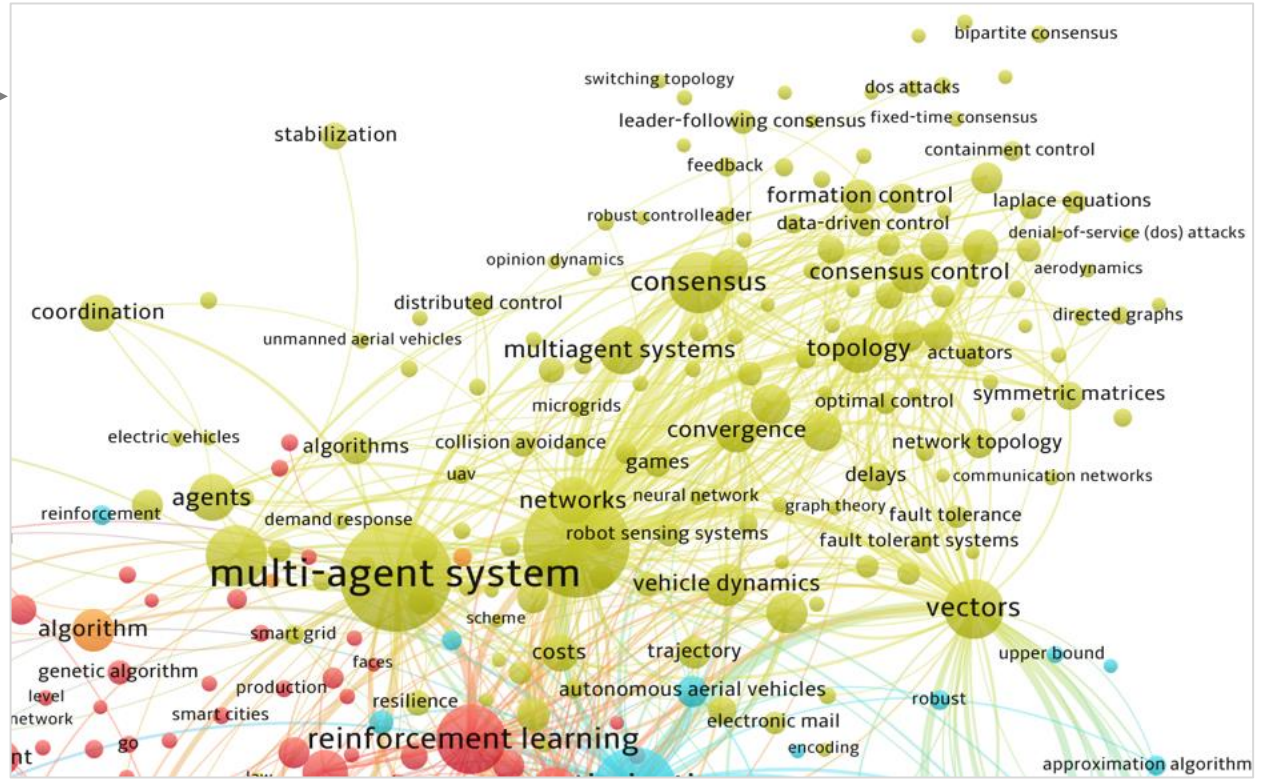 bipartite consensus
switching topology
dos attacks
leader-following consensus
fixed-time consensus
stabilization
containment control
feedback
formation control
laplace equations
robust control
leader
data-driven control
denial-of-service (dos) attacks
opinion dynamics
consensus
consensus control
aerodynamics
distributed control
coordination
directed graphs
unmanned aerial vehicles
multiagent systems
topology
actuators
symmetric matrices
microgrids
optimal control
convergence
electric vehicles
algorithms
collision avoidance
network topology
games
uav
delays
communication networks
agents
networks
neural network
graph theory
reinforcement
demand response
fault tolerance
robot sensing systems
fault tolerant systems
multi-agent system
vehicle dynamics
vectors
scheme
algorithm
smart grid
costs
trajectory
upper bound
faces
genetic algorithm
production
autonomous aerial vehicles
level
resilience
robust
smart cities
network
electronic mail
reinforcement learning
go
encoding
nt
approximation algorithm